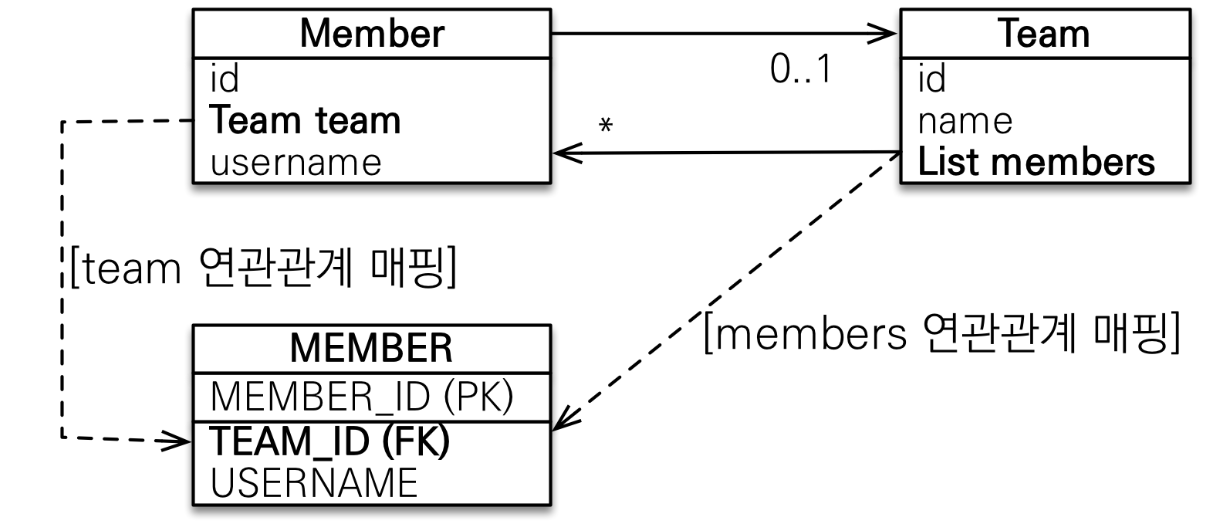 Member
id
Team team
username
0..1
*
Team
id
name
List members
[team 연관관계 매핑]
[members 연관관계 매핑]
MEMBER
MEMBER_ID (PK)
TEAM_ID (FK)
USERNAME